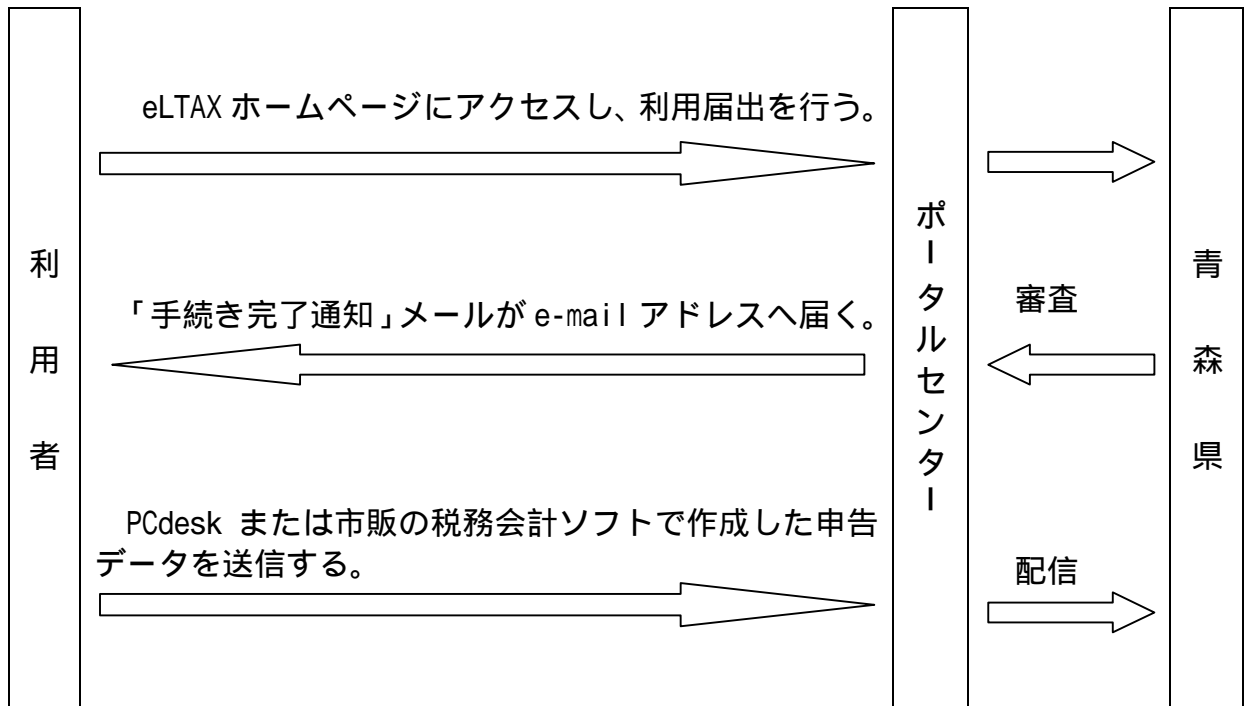 eLTAX ホームページにアクセスし、利用届出を行う。
利用者
「手続き完了通知」メールが e-mail アドレスへ届く。
PCdesk または市販の税務会計ソフトで作成した申告
データを送信する。
ポータルセンター
審査
配信
青森県